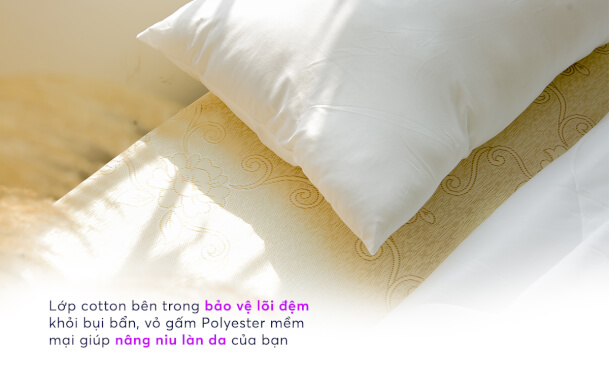 Lớp cotton bên trong bảo vệ lõi đệm
khỏi bụi bẩn, vỏ gấm Polyester mềm
mại giúp nâng niu làn da của bạn